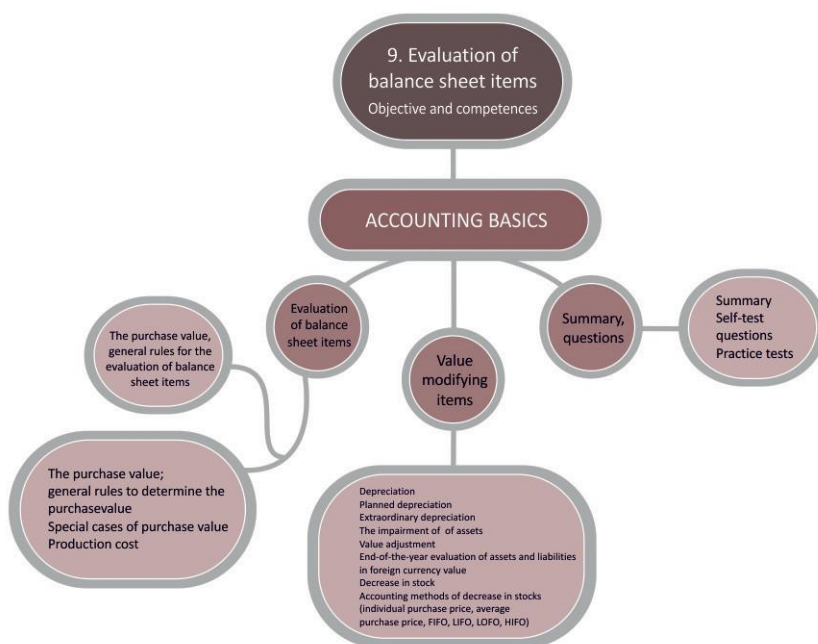 9. Evaluation of
balance sheet items
Objective and competences
ACCOUNTING BASICS
Evaluation
of balance
sheet items
The purchase value,
general rules for the
evaluation of balance
sheet items
The purchase value;
general rules to determine the
purchasevalue
Special cases of purchase value
Production cost
Value
modifying
items
Depreciation
Planned depreciation
Extraordinary depreciation
The impairment of of assets
Value adjustment
End-of-the-year evaluation of assets and liabilities
in foreign currency value
Decrease in stock
Accounting methods of decrease in stocks
(individual purchase price, average
purchase price, FIFO, LIFO, LOFO, HIFO)
Summary,
questions
Summary
Self-test
questions
Practice tests